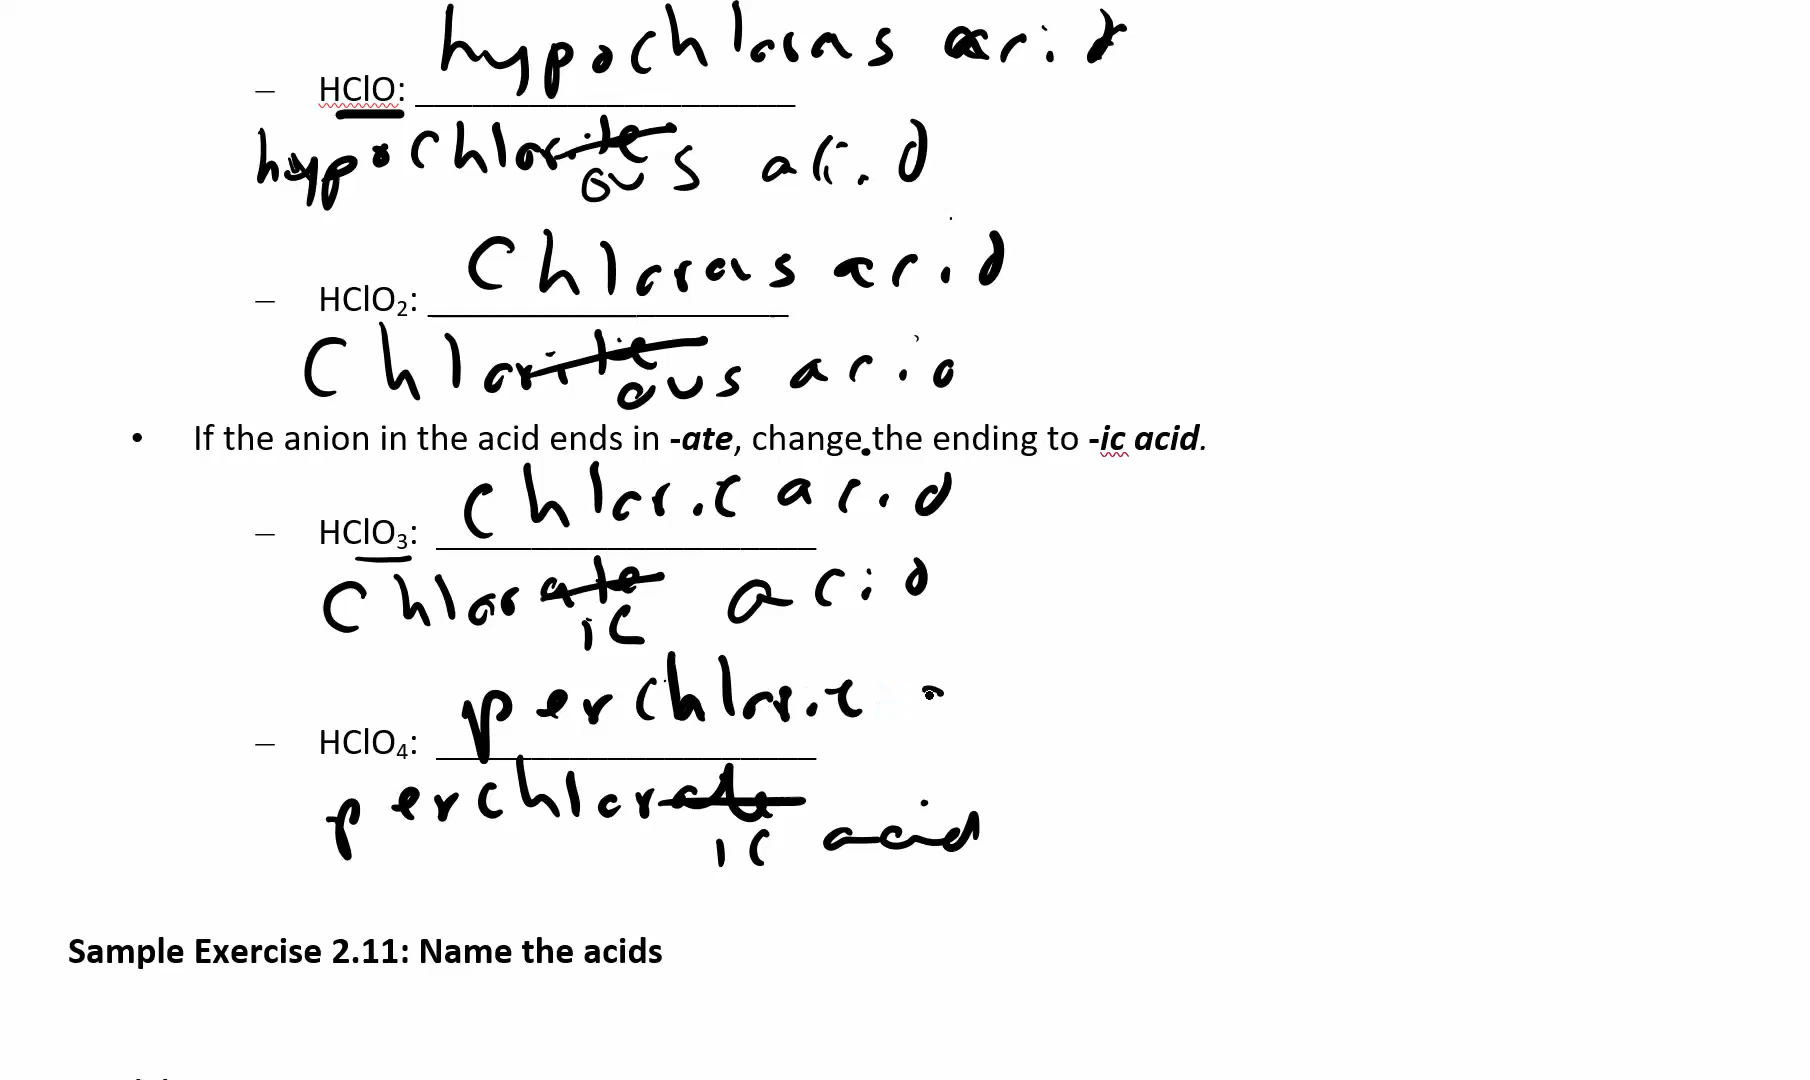 hypochlorous acid
– HClO:
hypochlorite ous acid
chlorous acid
– HClO₂:
Chlorite ous acid
• If the anion in the acid ends in -ate, change the ending to -ic acid.
chloric acid
– HClO₃:
Chlorate ic acid
perchloric
– HClO₄:
perchlorate ic acid
Sample Exercise 2.11: Name the acids